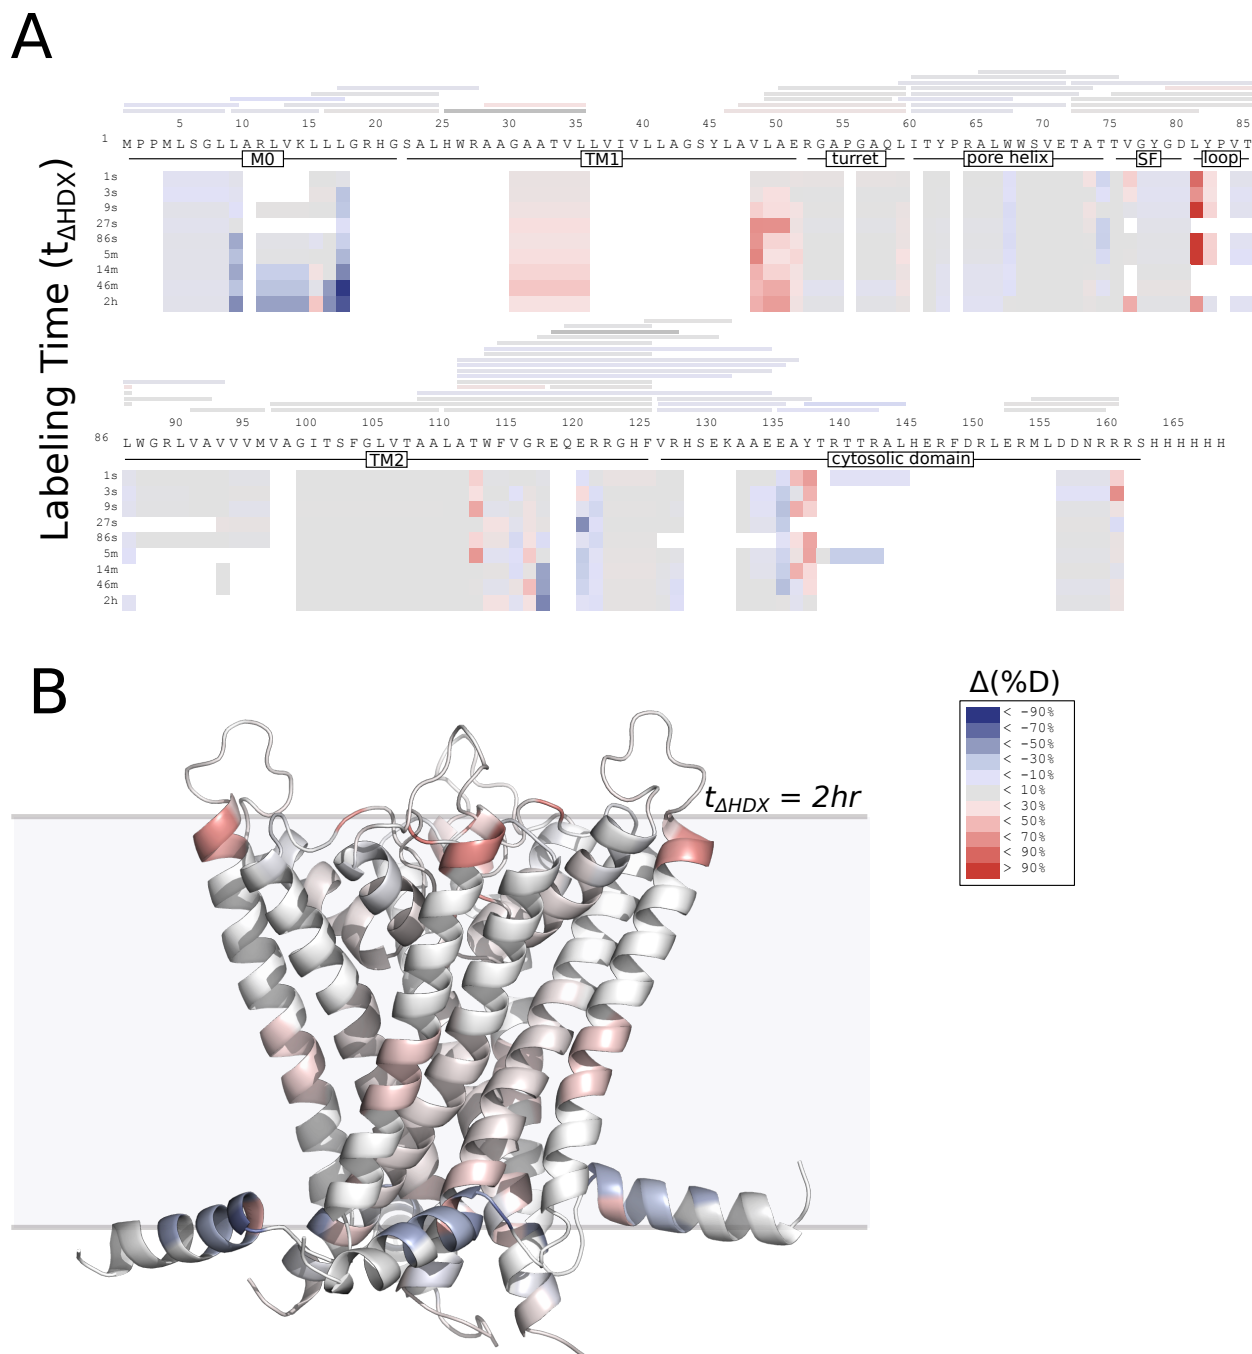 A
5 10 15 20 25 30 35 40 45 50 55 60 65 70 75 80 85
1 MPPMLSGLLARLVKLLLGRHGSALHWRAAGAATVLLVIVLLAGSYLAVLAERGAPGAQLITYPRALWWSVETATTVGYGDLYPVT
M0 TM1 turret pore helix SF loop
Labeling Time (tΔHDX)
1s
3s
9s
27s
86s
5m
14m
46m
2h
90 95 100 105 110 115 120 125 130 135 140 145 150 155 160 165
86 LWGRLVAVVVMVAGITSFGLVTAALATWFVGREQERRGHFVRHSEKAAEEAYTRTTRALHERFDRLERMLDDNRRRSHHHHHH
TM2 cytosolic domain
1s
3s
9s
27s
86s
5m
14m
46m
2h
B
tΔHDX = 2hr
Δ(%D)
< -90%
< -70%
< -50%
< -30%
< -10%
< 10%
< 30%
< 50%
< 70%
< 90%
> 90%